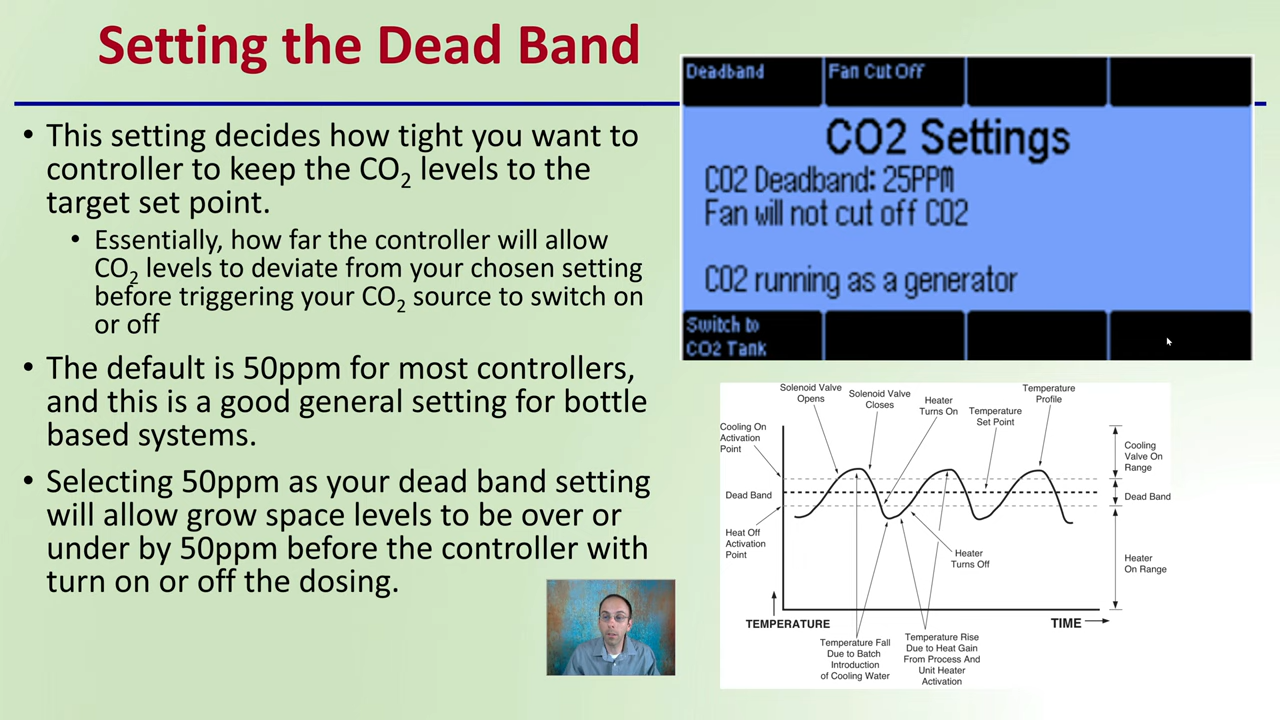 Setting the Dead Band
• This setting decides how tight you want to
controller to keep the CO2 levels to the
target set point.
• Essentially, how far the controller will allow
CO2 levels to deviate from your chosen setting
before triggering your CO2 source to switch on
or off
• The default is 50ppm for most controllers,
and this is a good general setting for bottle
based systems.
• Selecting 50ppm as your dead band setting
will allow grow space levels to be over or
under by 50ppm before the controller with
turn on or off the dosing.
Deadband
Fan Cut Off
CO2 Settings
CO2 Deadband: 25PPM
Fan will not cut off CO2
CO2 running as a generator
Switch to
CO2 Tank
Solenoid Valve
Opens
Solenoid Valve
Closes
Heater
Turns On
Temperature
Set Point
Temperature
Profile
Cooling On
Activation
Point
Dead Band
Heat Off
Activation
Point
Cooling
Valve On
Range
Dead Band
Heater
On Range
Heater
Turns Off
TEMPERATURE
TIME
Temperature Fall
Due to Batch
Introduction
of Cooling Water
Temperature Rise
Due to Heat Gain
From Process And
Unit Heater
Activation